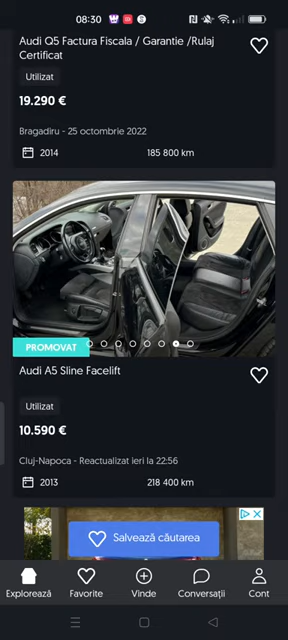 08:30
Audi Q5 Factura Fiscala / Garantie /Rulaj
Certificat
Utilizat
19.290 €
Bragadiru - 25 octombrie 2022
2014 185 800 km
PROMOVAT
Audi A5 Sline Facelift
Utilizat
10.590 €
Cluj-Napoca - Reactualizat ieri la 22:56
2013 218 400 km
Salvează căutarea
Explorează Favorite Vinde Conversații Cont